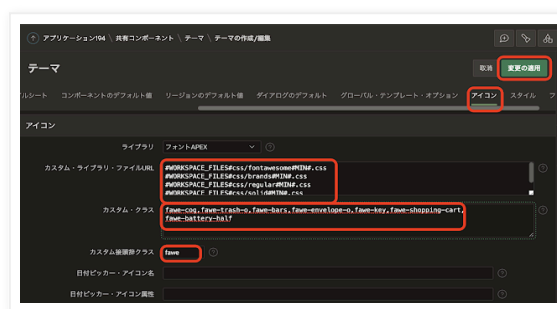 アプリケーション194 \ 共有コンポーネント \ テーマ \ テーマの作成/編集
テーマ
取消
変更の適用
ルシート
コンポーネントのデフォルト値
リージョンのデフォルト値
ダイアログのデフォルト
グローバル・テンプレート・オプション
アイコン
スタイル
フ
アイコン
ライブラリ
フォントAPEX
カスタム・ライブラリ・ファイルURL
#WORKSPACE_FILES#css/fontawesome#MIN#.css
#WORKSPACE_FILES#css/brands#MIN#.css
#WORKSPACE_FILES#css/regular#MIN#.css
#WORKSPACE_FILES#css/solid#MIN#.css
カスタム・クラス
fawe-cog,fawe-trash-o,fawe-bars,fawe-envelope-o,fawe-key,fawe-shopping-cart,
fawe-battery-half
カスタム接頭辞クラス
fawe
日付ピッカー・アイコン名
日付ピッカー・アイコン属性